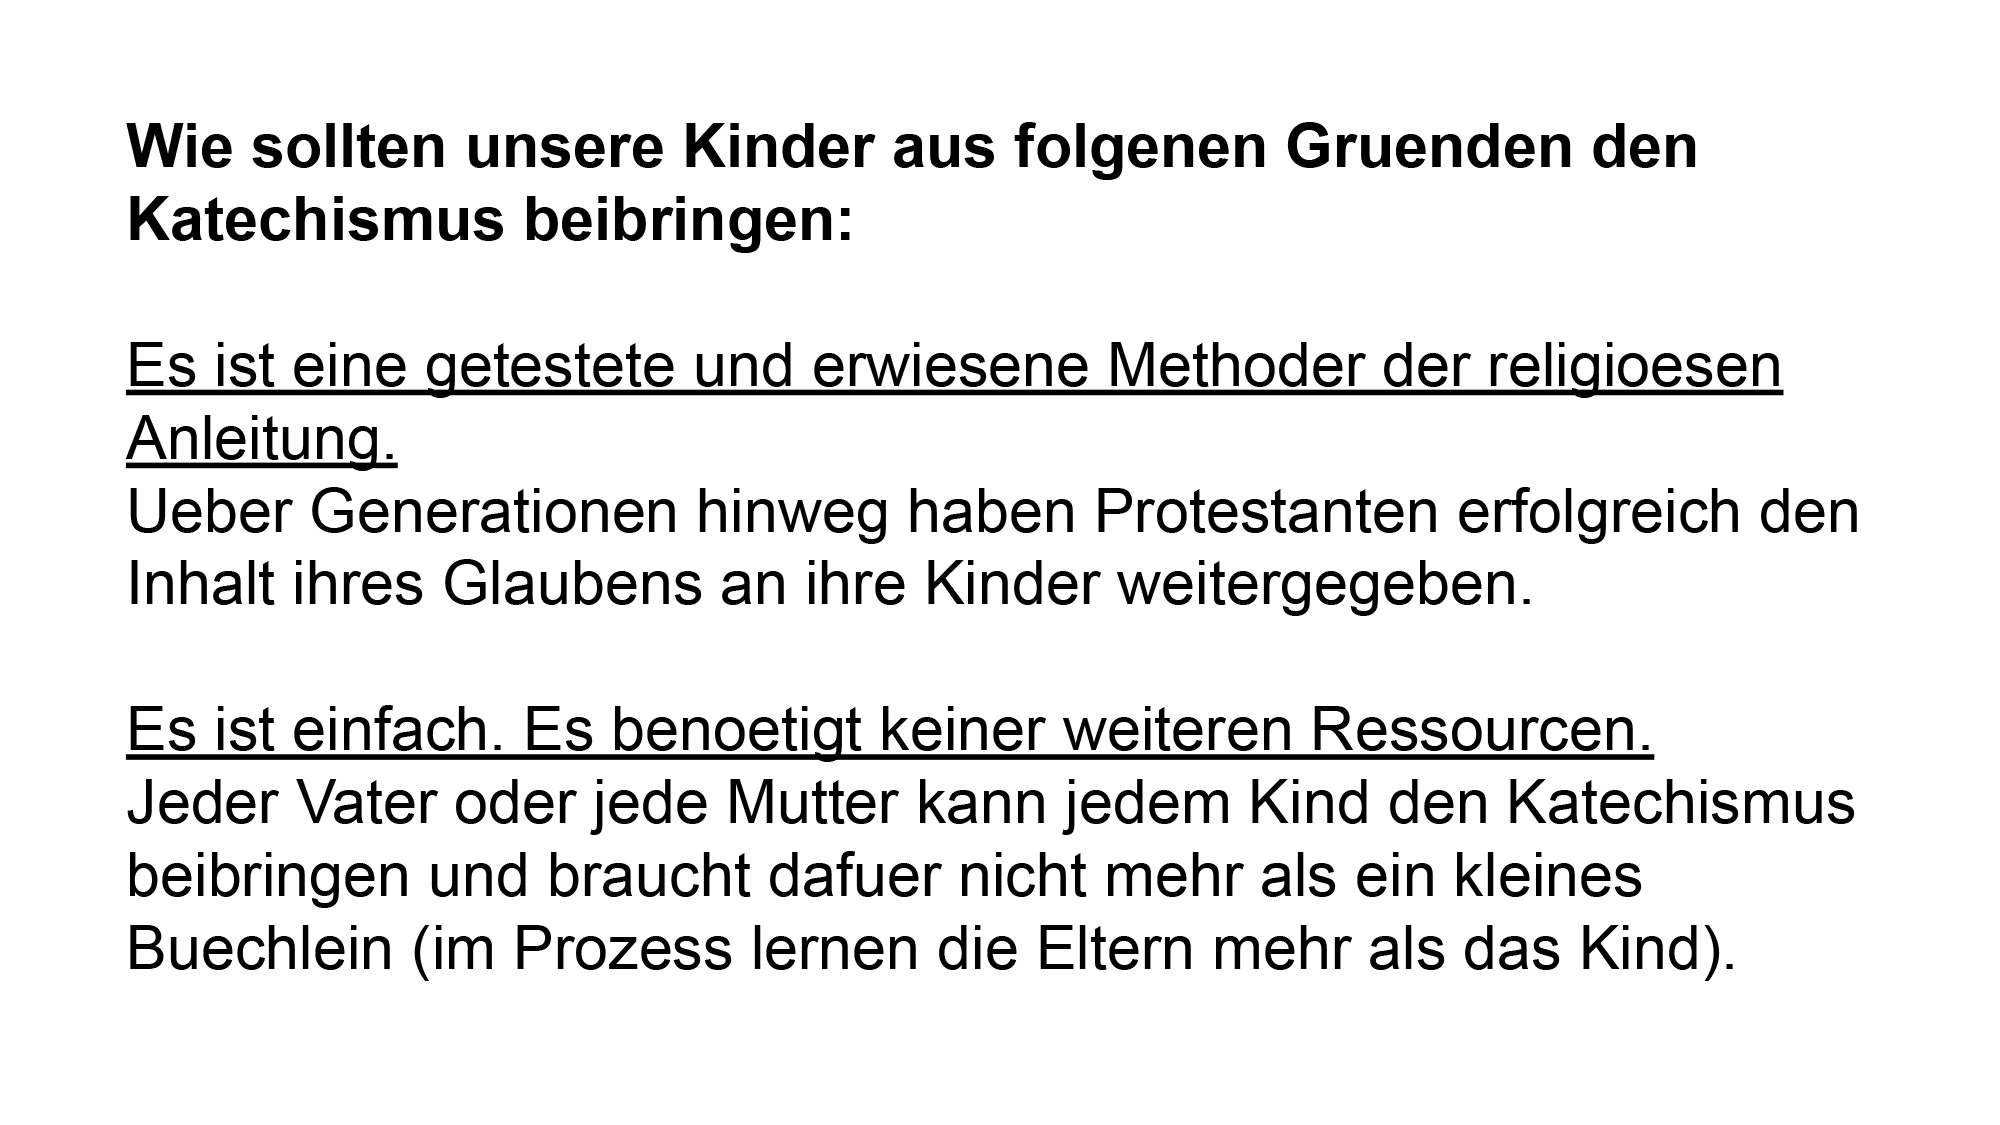 Wie sollten unsere Kinder aus folgenen Gruenden den
Katechismus beibringen:
Es ist eine getestete und erwiesene Methoder der religioesen
Anleitung.
Ueber Generationen hinweg haben Protestanten erfolgreich den
Inhalt ihres Glaubens an ihre Kinder weitergegeben.
Es ist einfach. Es benoetigt keiner weiteren Ressourcen.
Jeder Vater oder jede Mutter kann jedem Kind den Katechismus
beibringen und braucht dafuer nicht mehr als ein kleines
Buechlein (im Prozess lernen die Eltern mehr als das Kind).